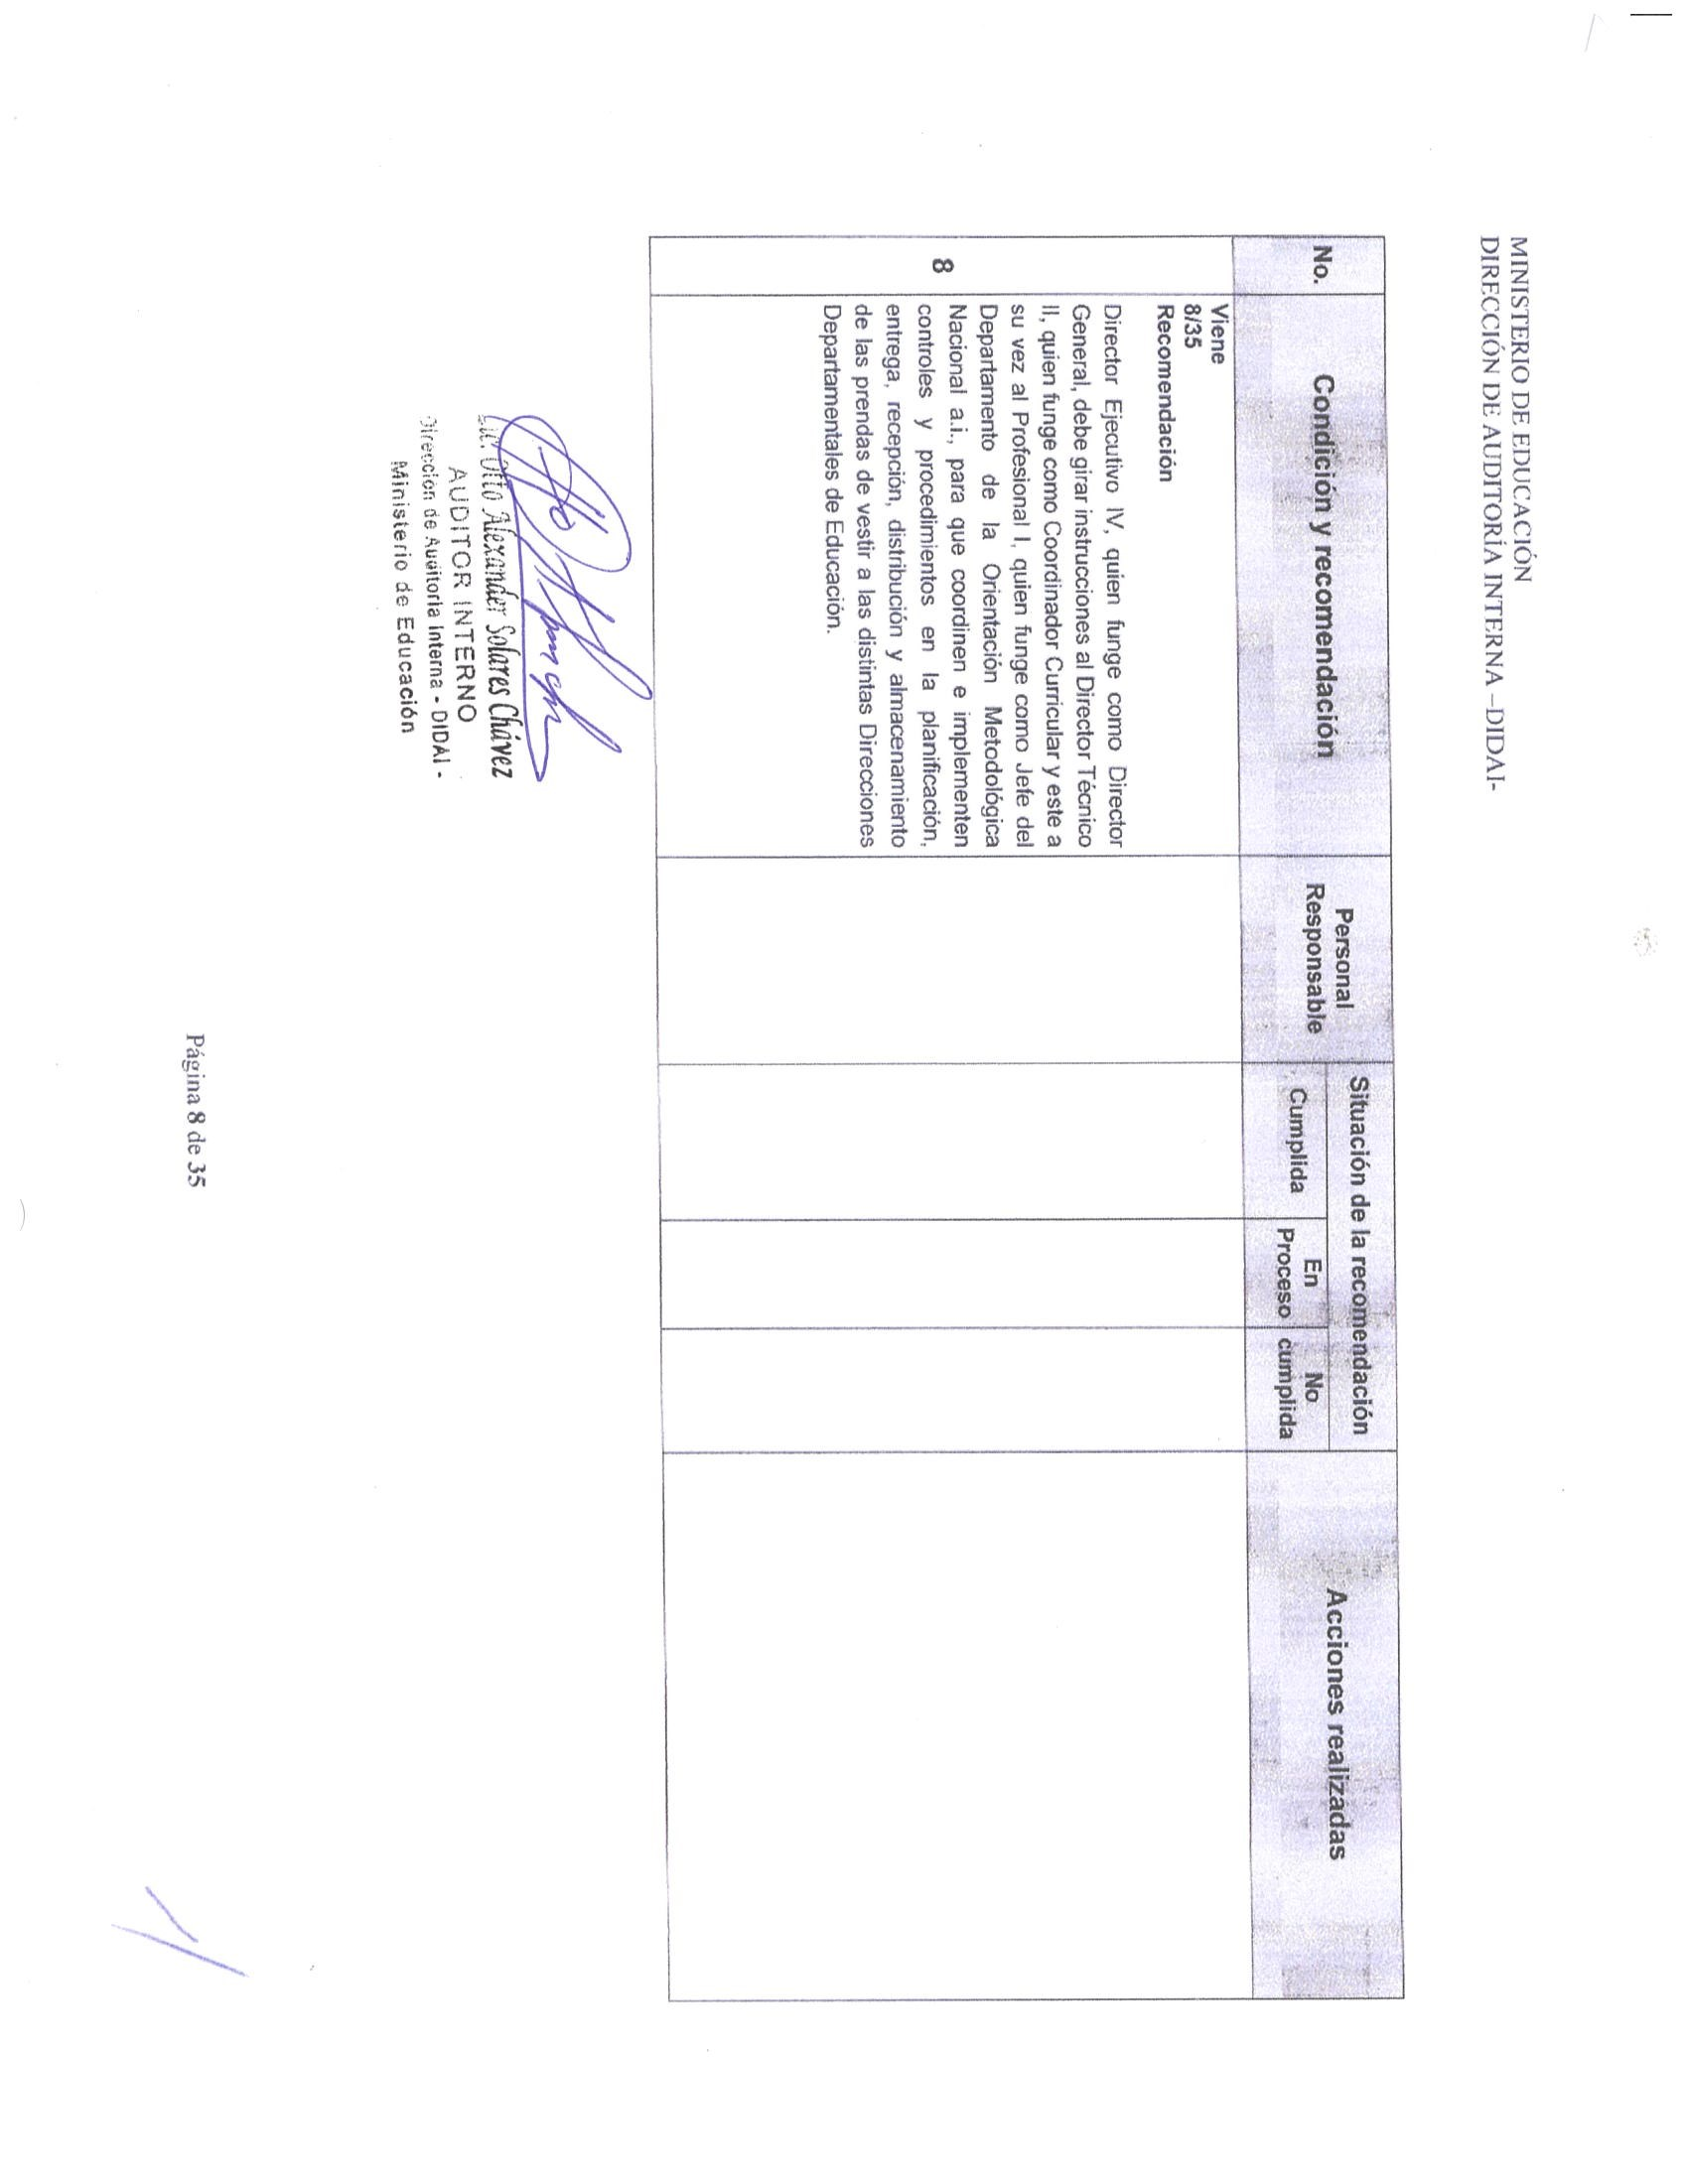 MINISTERIO DE EDUCACIÓN
DIRECCIÓN DE AUDITORÍA INTERNA –DIDAI-
No.
Condición y recomendación
Personal
Responsable
Situación de la recomendación
Cumplida
En
Proceso
No
cumplida
Acciones realizadas
8
Viene
8/35
Recomendación
Director Ejecutivo IV, quien funge como Director
General, debe girar instrucciones al Director Técnico
II, quien funge como Coordinador Curricular y este a
su vez al Profesional I, quien funge como Jefe del
Departamento de la Orientación Metodológica
Nacional a.i., para que coordinen e implementen
controles y procedimientos en la planificación,
entrega, recepción, distribución y almacenamiento
de las prendas de vestir a las distintas Direcciones
Departamentales de Educación.
Lic. Otto Alexander Solares Chávez
AUDITOR INTERNO
Dirección de Auditoria Interna - DIDAI -
Ministerio de Educación
Página 8 de 35